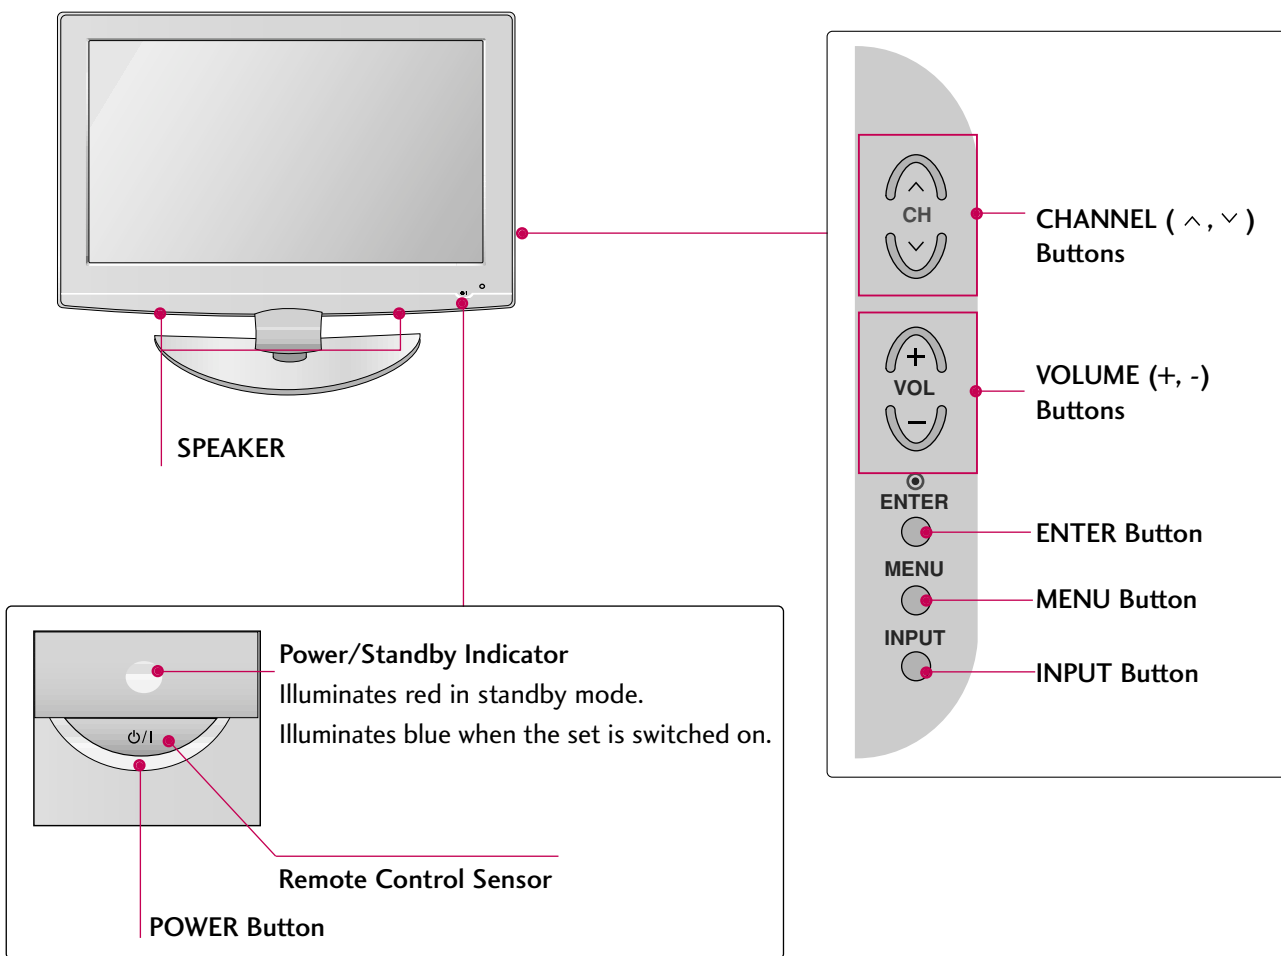 SPEAKER
CH
VOL
ENTER
MENU
INPUT
CHANNEL ( ^, ˅ )
Buttons
VOLUME (+, -)
Buttons
ENTER Button
MENU Button
INPUT Button
Power/Standby Indicator
Illuminates red in standby mode.
Illuminates blue when the set is switched on.
⏻/I
Remote Control Sensor
POWER Button